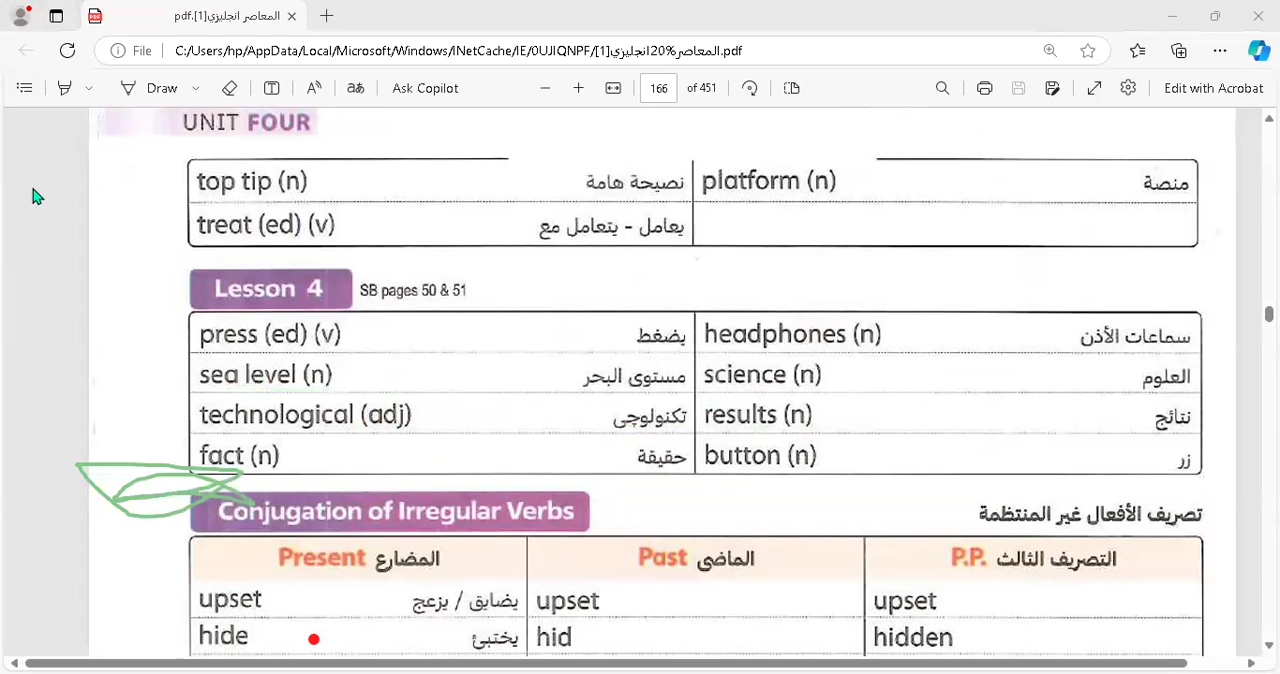 المعاصر انجليزي[1].pdf
File C:/Users/hp/AppData/Local/Microsoft/Windows/INetCache/IE/0UJIQNPF/المعاصر%20انجليزي[1].pdf
Draw Ask Copilot 166 of 451 Edit with Acrobat
UNIT FOUR
top tip (n) نصيحة هامة platform (n) منصة
treat (ed) (v) يعامل - يتعامل مع
Lesson 4 SB pages 50 & 51
press (ed) (v) يضغط headphones (n) سماعات الأذن
sea level (n) مستوى البحر science (n) العلوم
technological (adj) تكنولوچى results (n) نتائج
fact (n) حقيقة button (n) زر
Conjugation of Irregular Verbs تصريف الأفعال غير المنتظمة
Present المضارع Past الماضى P.P. التصريف الثالث
upset يضايق / يزعج upset upset
hide يختبئ hid hidden